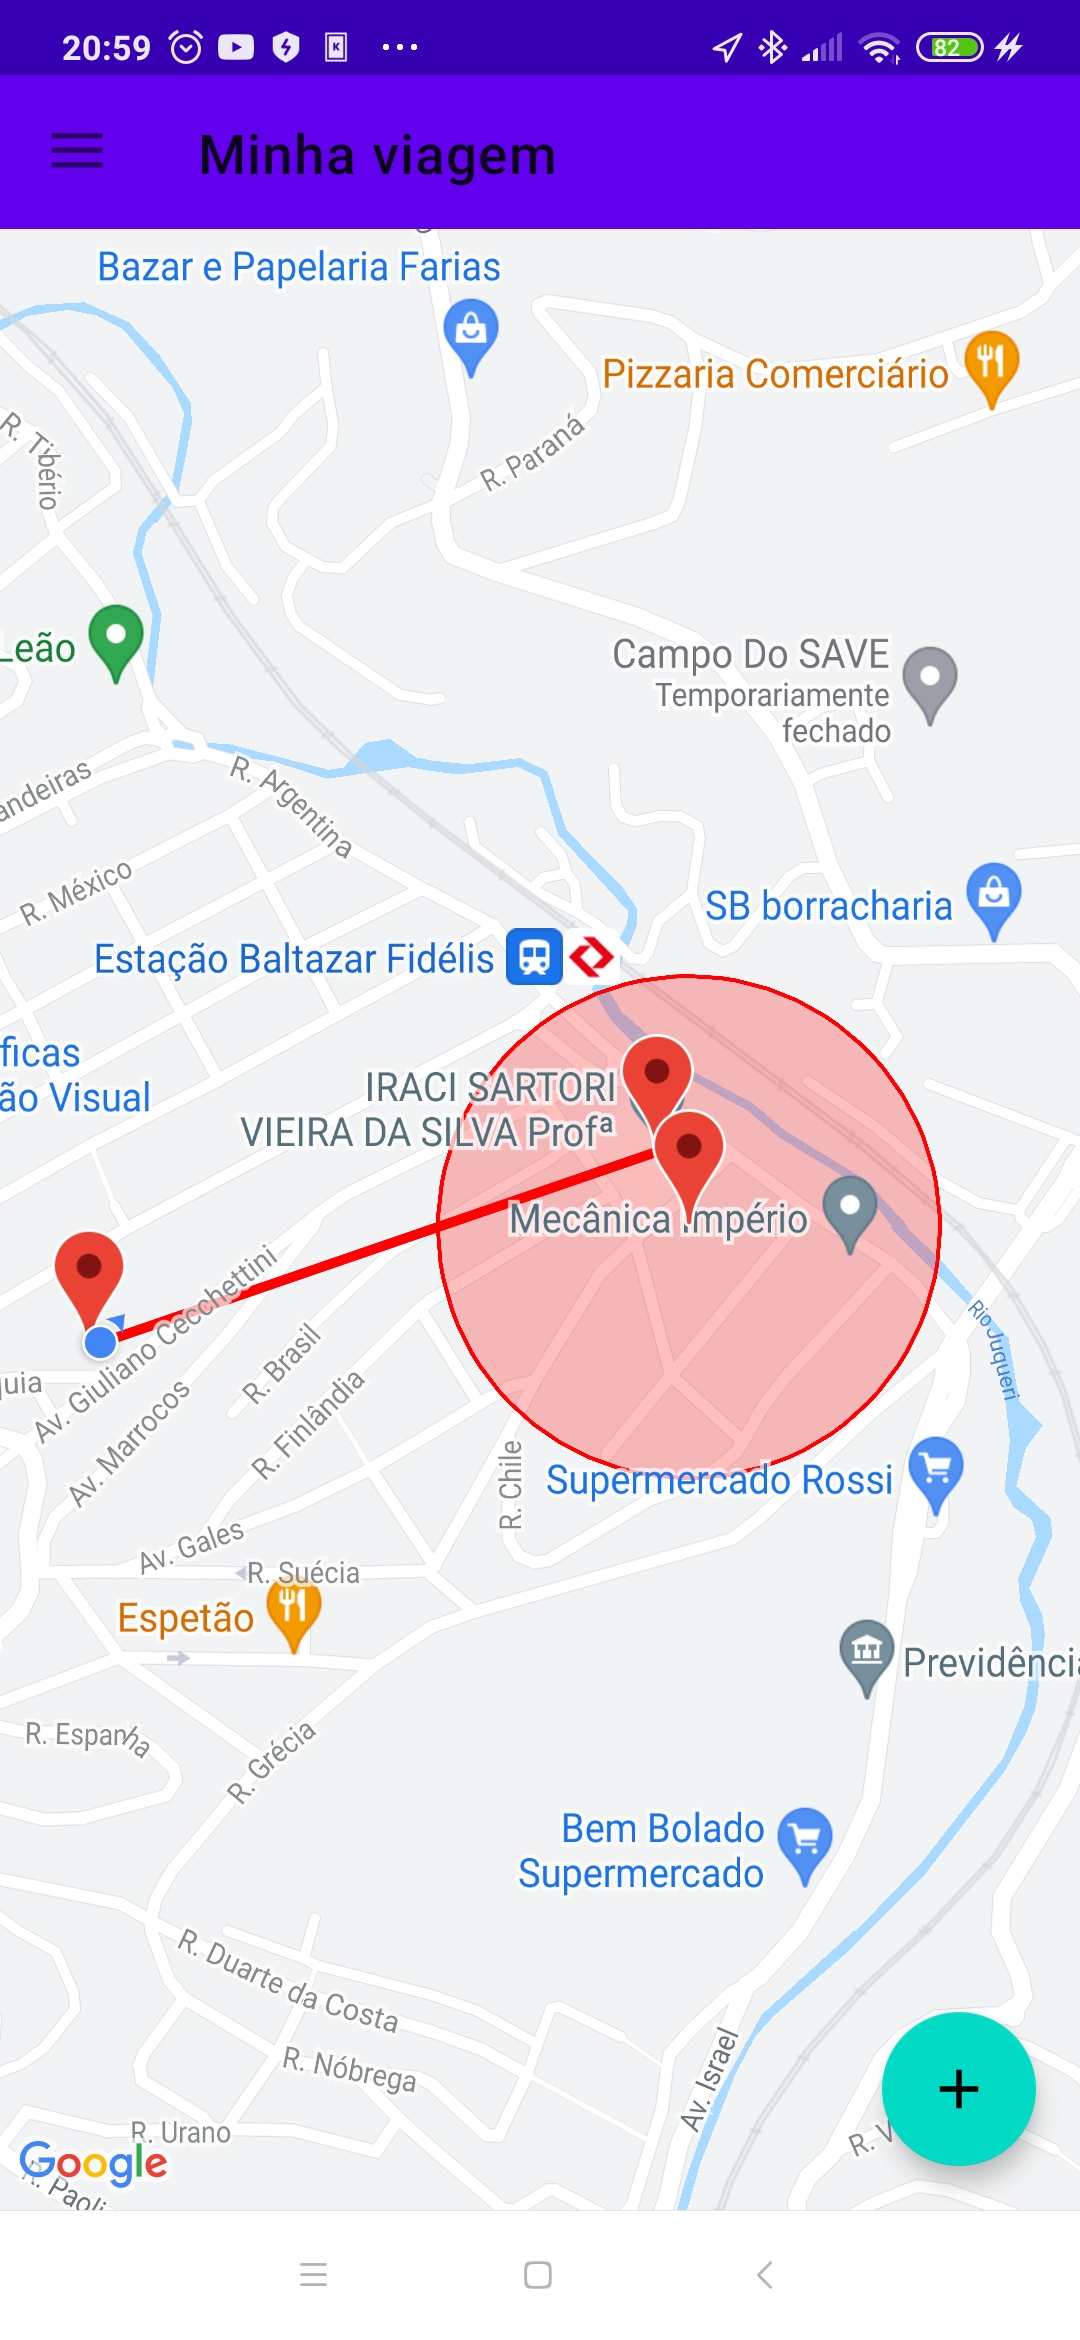 20:59
82
Minha viagem
Bazar e Papelaria Farias
Pizzaria Comerciário
R. Paraná
R. Tibério
Leão
Campo Do SAVE
Temporariamente
fechado
andeiras
R. Argentina
R. México
SB borracharia
Estação Baltazar Fidélis
ficas
ão Visual
IRACI SARTORI
VIEIRA DA SILVA Profª
Mecânica Império
Av. Giuliano Cecchettini
Rio Juqueri
R. Brasil
quia
Av. Marrocos
R. Finlândia
R. Chile
Supermercado Rossi
Av. Gales
R. Suécia
Espetão
Previdência
R. Espanha
R. Grécia
Bem Bolado
Supermercado
R. Duarte da Costa
R. Nóbrega
Av. Israel
R. Urano
R. V
Google
R. Paoli